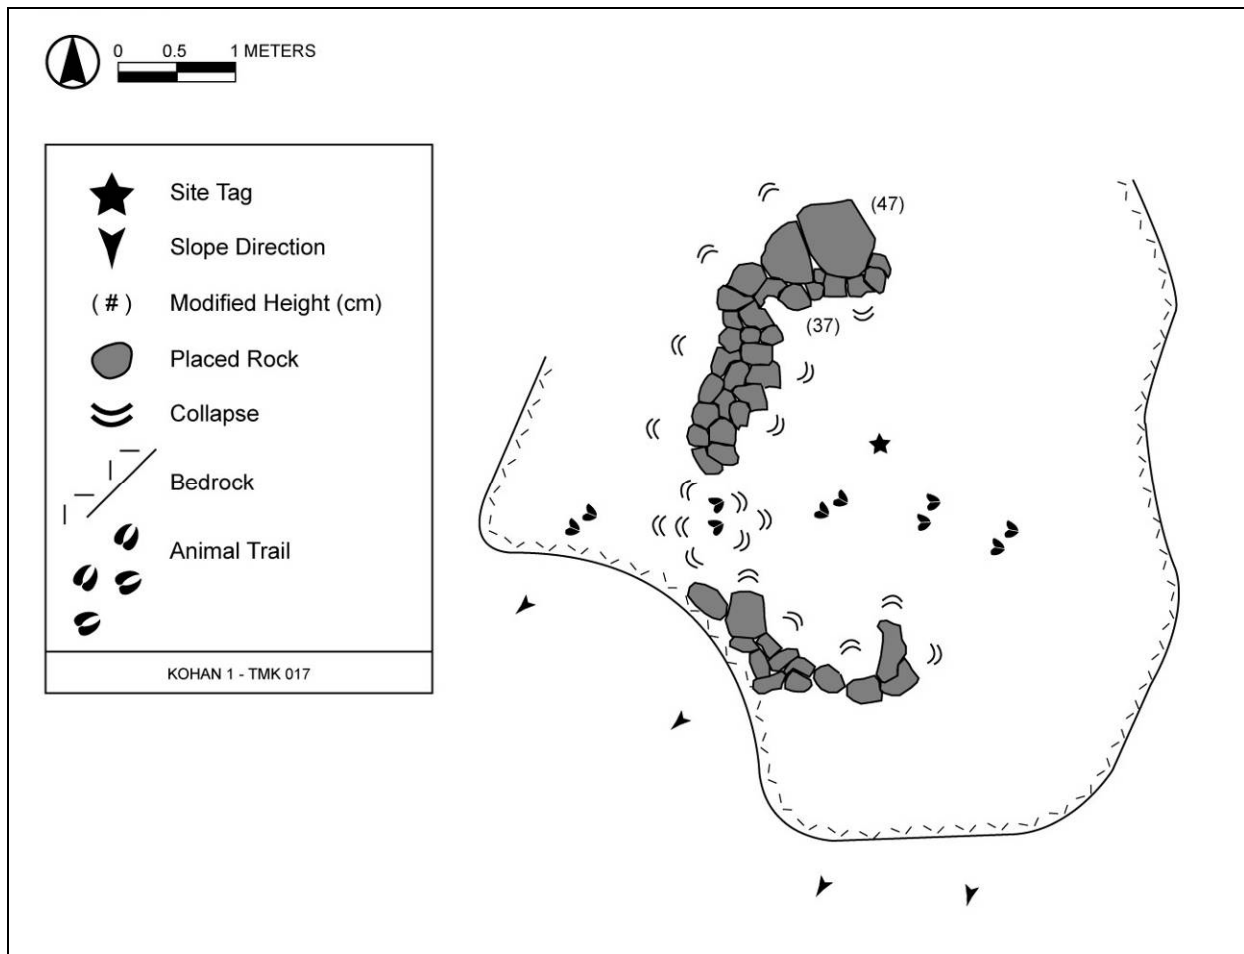 0 0.5 1 METERS
Site Tag
Slope Direction
( # ) Modified Height (cm)
Placed Rock
Collapse
Bedrock
Animal Trail
KOHAN 1 - TMK 017
(47)
(37)